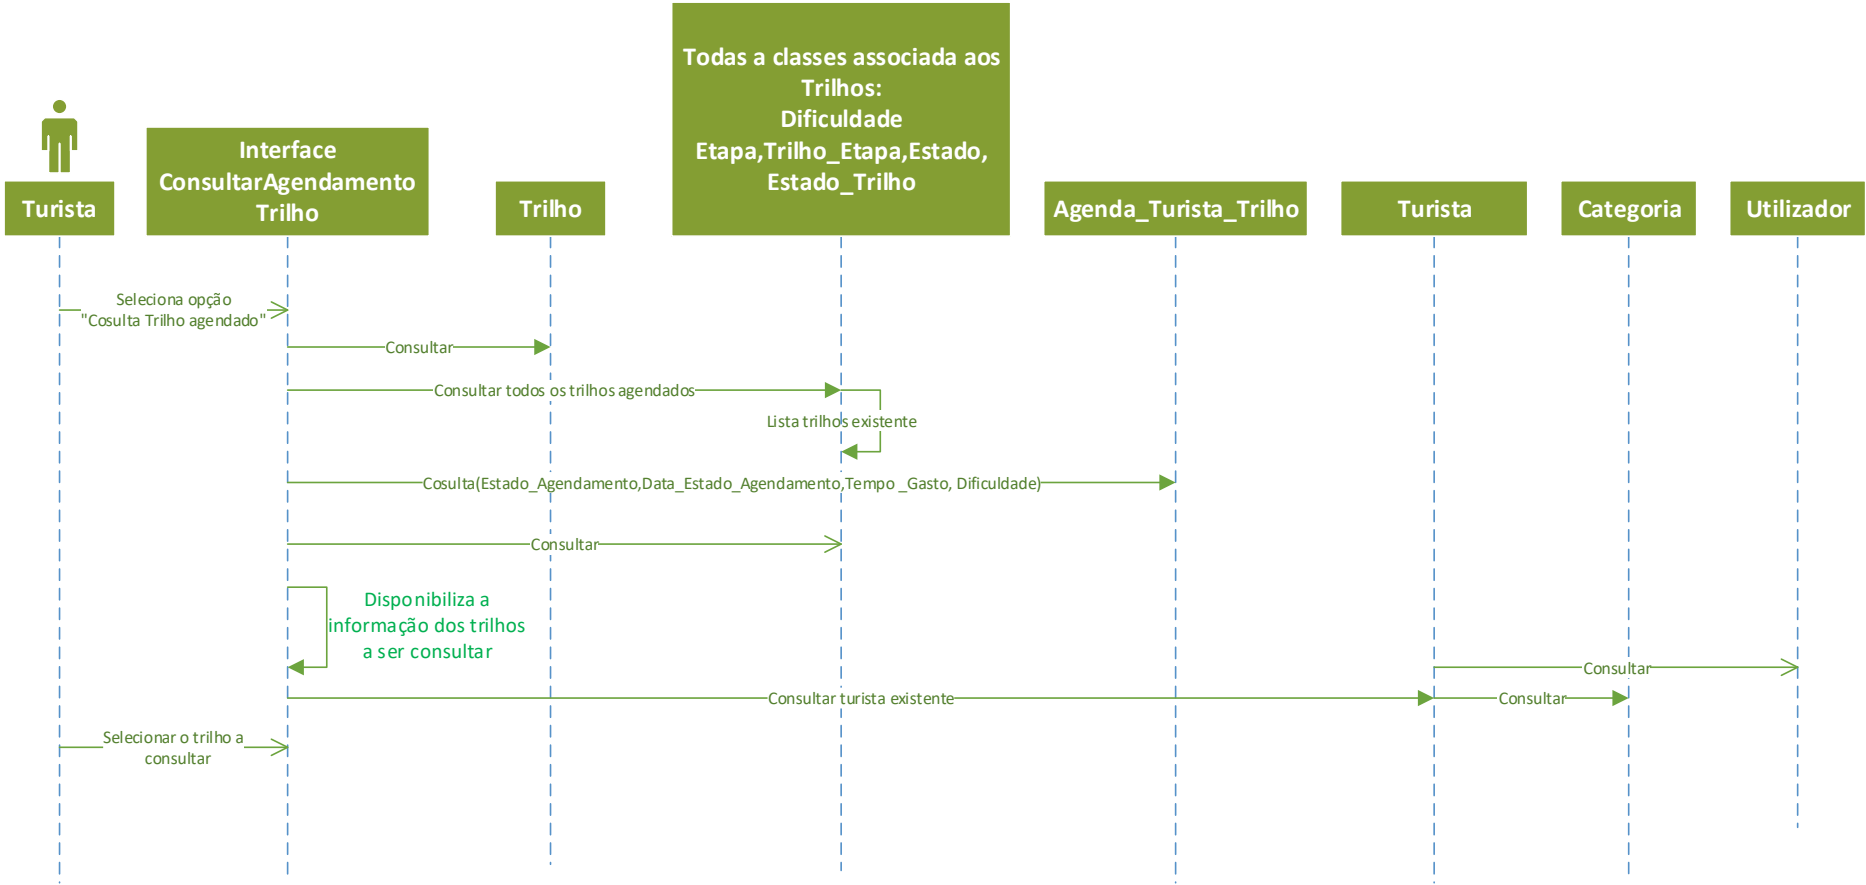 Todas a classes associada aos
Trilhos:
Dificuldade
Etapa,Trilho_Etapa,Estado,
Estado_Trilho
Interface
ConsultarAgendamento
Trilho
Turista
Trilho
Agenda_Turista_Trilho
Turista
Categoria
Utilizador
Seleciona opção
"Cosulta Trilho agendado"
Consultar
Consultar todos os trilhos agendados
Lista trilhos existente
Cosulta(Estado_Agendamento,Data_Estado_Agendamento,Tempo _Gasto, Dificuldade)
Consultar
Disponibiliza a
informação dos trilhos
a ser consultar
Consultar
Consultar turista existente
Consultar
Selecionar o trilho a
consultar